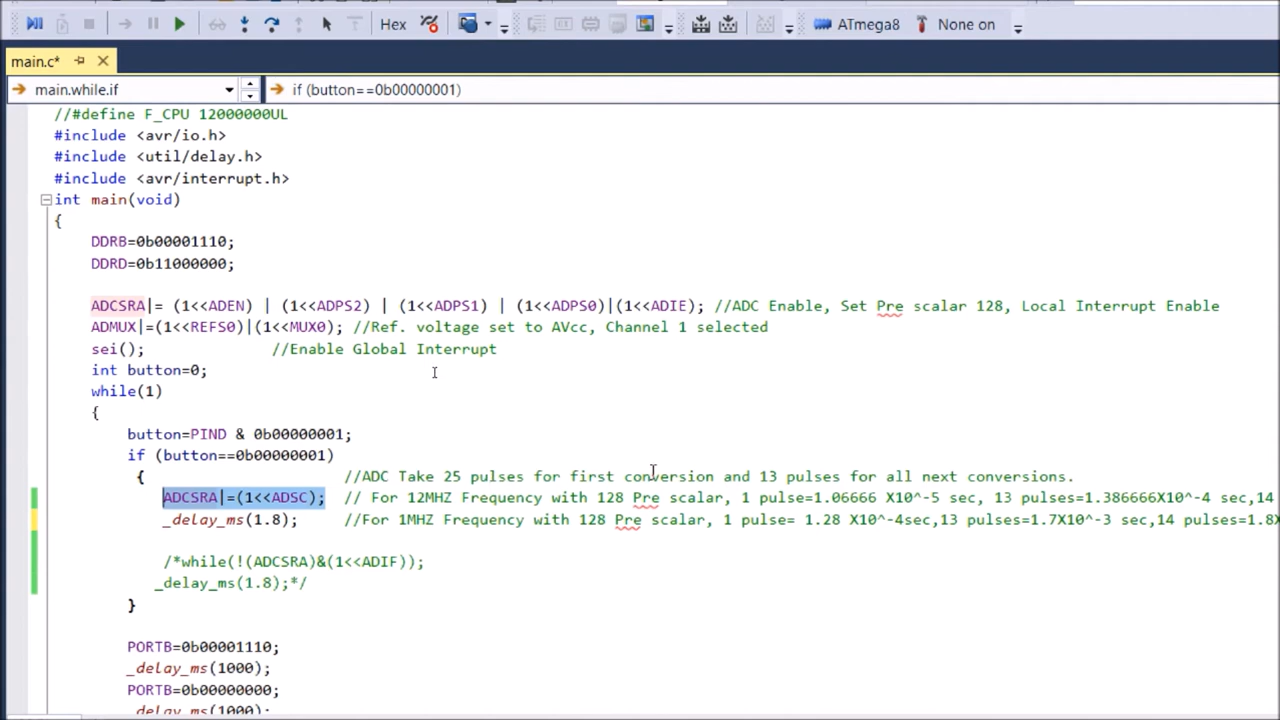 Hex ATmega8 None on
main.c*
main.while.if if (button==0b00000001)
//#define F_CPU 12000000UL
#include <avr/io.h>
#include <util/delay.h>
#include <avr/interrupt.h>
int main(void)
{
DDRB=0b00001110;
DDRD=0b11000000;
ADCSRA|= (1<<ADEN) | (1<<ADPS2) | (1<<ADPS1) | (1<<ADPS0)|(1<<ADIE); //ADC Enable, Set Pre scalar 128, Local Interrupt Enable
ADMUX|=(1<<REFS0)|(1<<MUX0); //Ref. voltage set to AVcc, Channel 1 selected
sei(); //Enable Global Interrupt
int button=0;
while(1)
{
button=PIND & 0b00000001;
if (button==0b00000001)
{ //ADC Take 25 pulses for first conversion and 13 pulses for all next conversions.
ADCSRA|=(1<<ADSC); // For 12MHZ Frequency with 128 Pre scalar, 1 pulse=1.06666 X10^-5 sec, 13 pulses=1.386666X10^-4 sec,14
_delay_ms(1.8); //For 1MHZ Frequency with 128 Pre scalar, 1 pulse= 1.28 X10^-4sec,13 pulses=1.7X10^-3 sec,14 pulses=1.8X
/*while(!(ADCSRA)&(1<<ADIF));
_delay_ms(1.8);*/
}
PORTB=0b00001110;
_delay_ms(1000);
PORTB=0b00000000;
_delay_ms(1000);